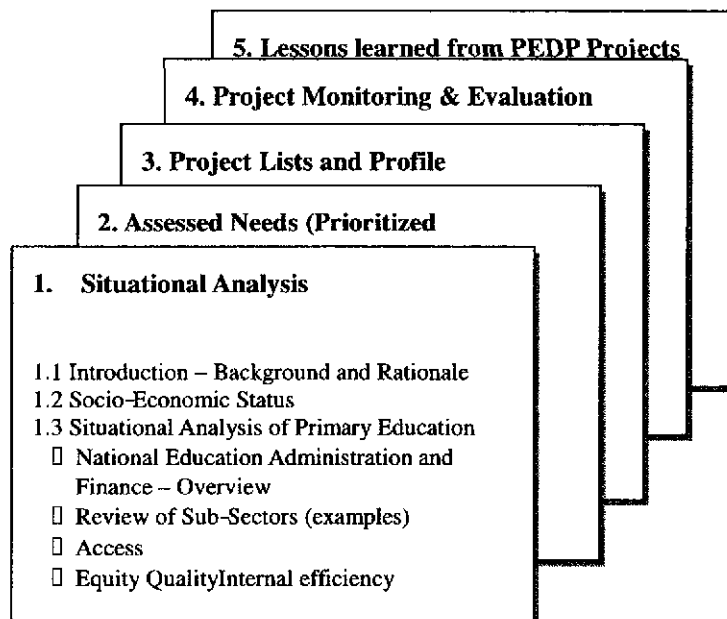 5. Lessons learned from PEDP Projects
4. Project Monitoring & Evaluation
3. Project Lists and Profile
2. Assessed Needs (Prioritized
1. Situational Analysis
1.1 Introduction – Background and Rationale
1.2 Socio-Economic Status
1.3 Situational Analysis of Primary Education
▯ National Education Administration and
Finance – Overview
▯ Review of Sub-Sectors (examples)
▯ Access
▯ Equity QualityInternal efficiency